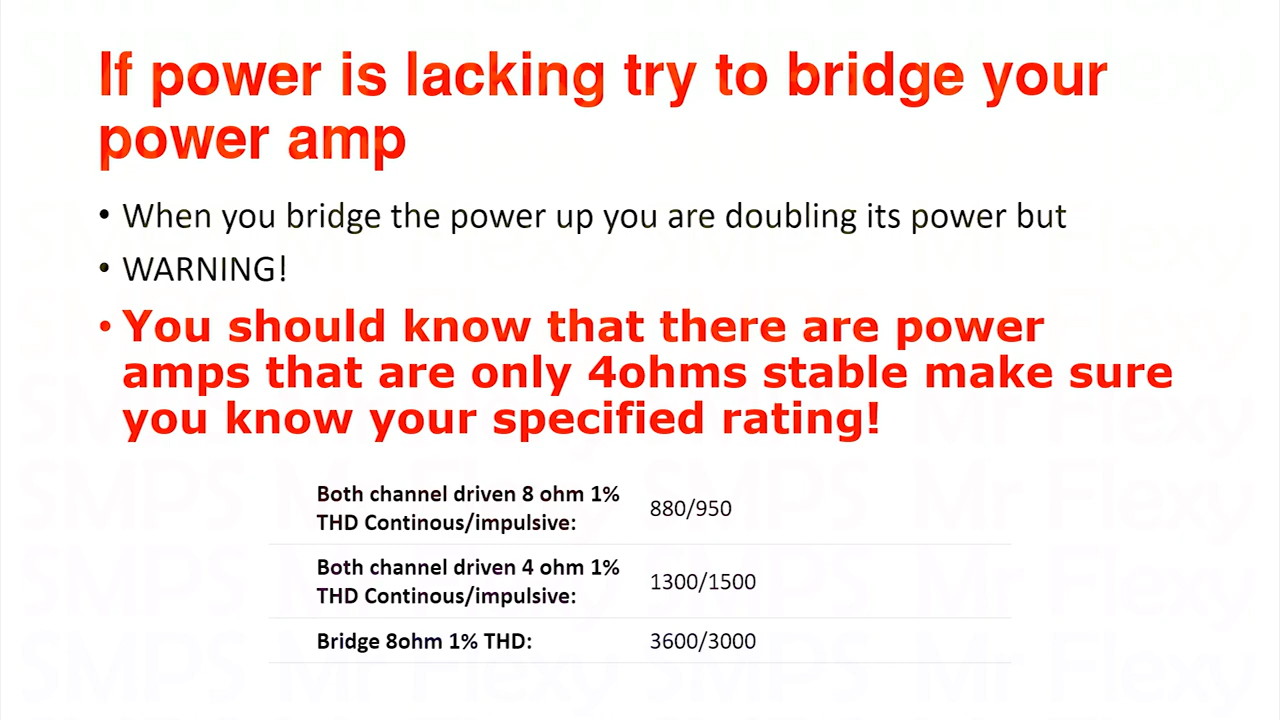 If power is lacking try to bridge your
power amp
• When you bridge the power up you are doubling its power but
• WARNING!
• You should know that there are power
amps that are only 4ohms stable make sure
you know your specified rating!
Both channel driven 8 ohm 1%
THD Continous/impulsive:
880/950
Both channel driven 4 ohm 1%
THD Continous/impulsive:
1300/1500
Bridge 8ohm 1% THD:
3600/3000
SMPS Mr Flexy